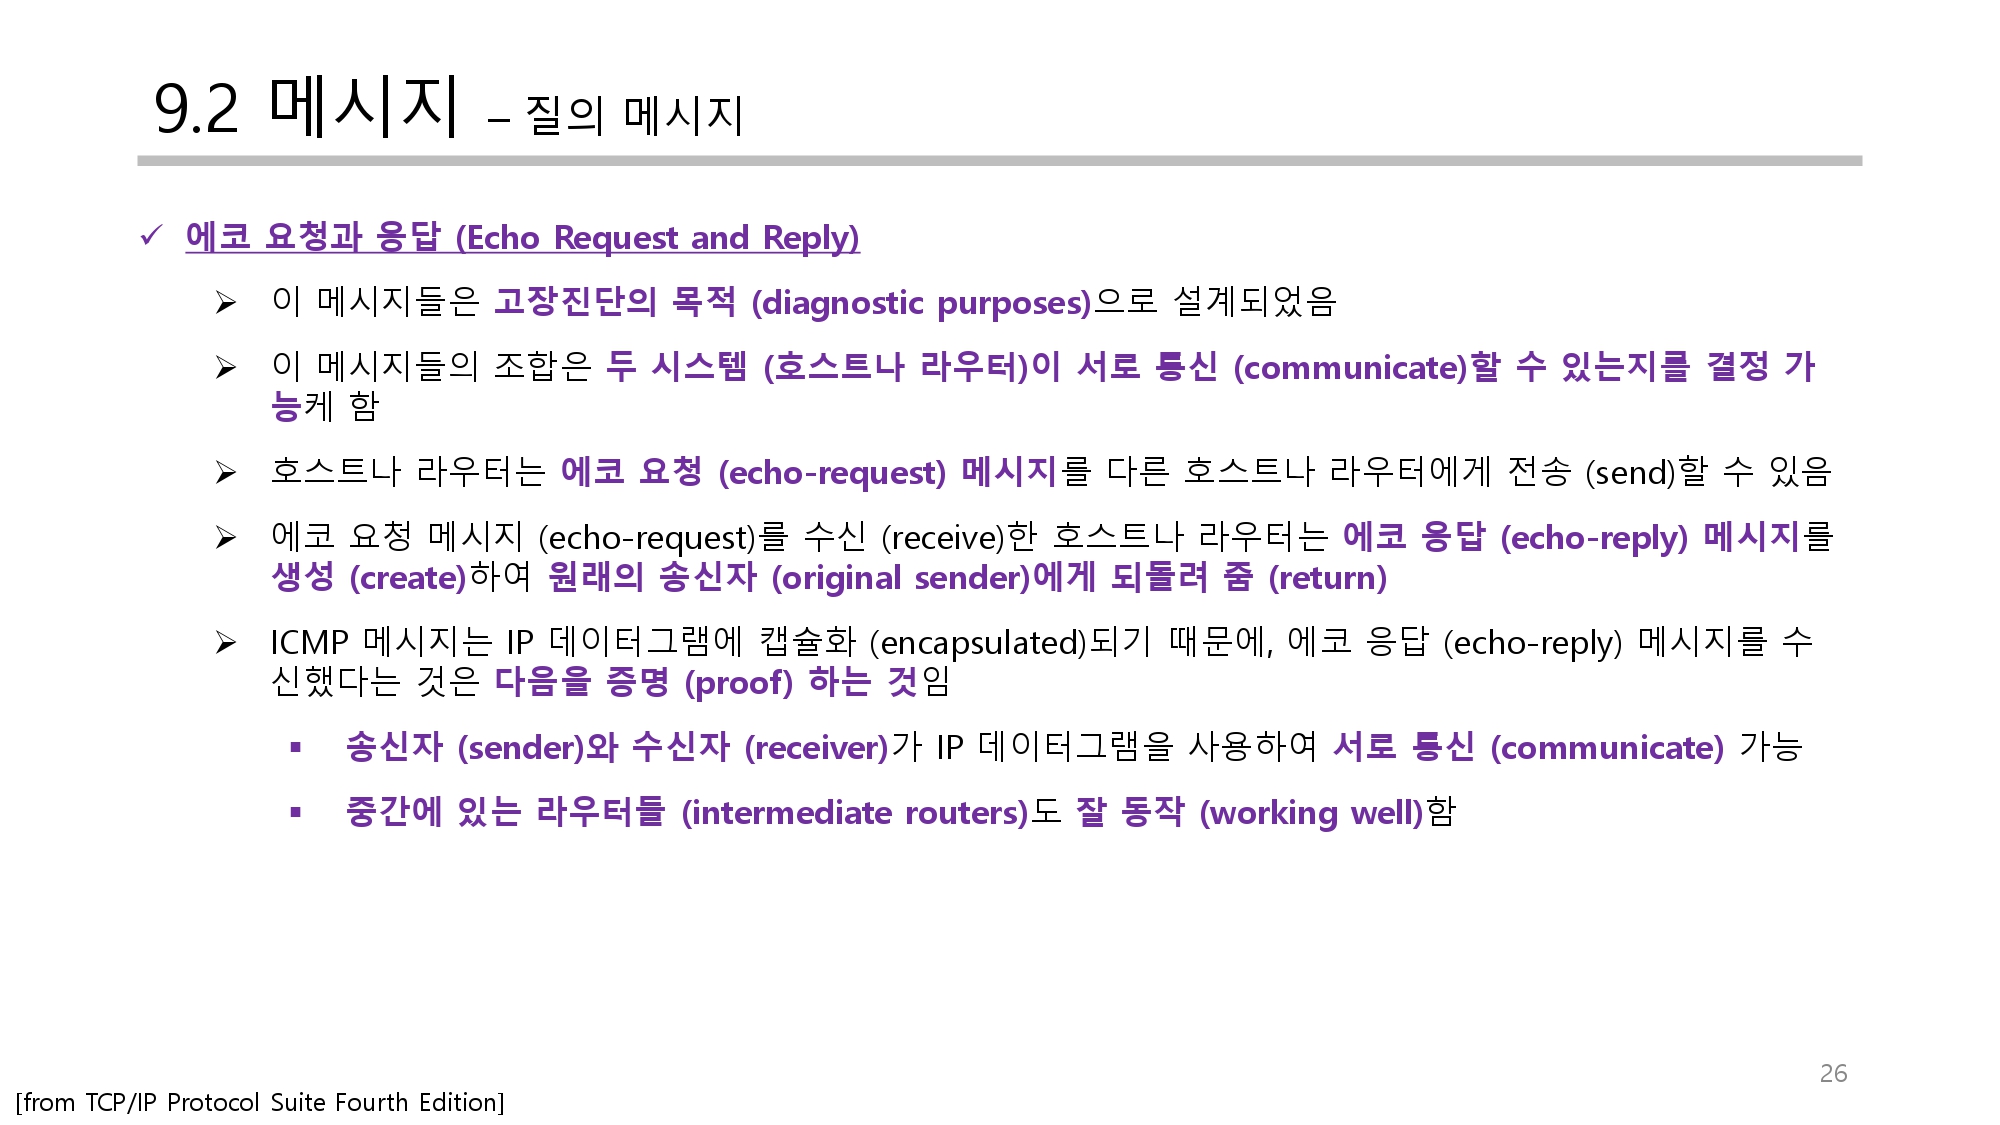 9.2 메시지 – 질의 메시지
✓ 에코 요청과 응답 (Echo Request and Reply)
➢ 이 메시지들은 고장진단의 목적 (diagnostic purposes)으로 설계되었음
➢ 이 메시지들의 조합은 두 시스템 (호스트나 라우터)이 서로 통신 (communicate)할 수 있는지를 결정 가
능케 함
➢ 호스트나 라우터는 에코 요청 (echo-request) 메시지를 다른 호스트나 라우터에게 전송 (send)할 수 있음
➢ 에코 요청 메시지 (echo-request)를 수신 (receive)한 호스트나 라우터는 에코 응답 (echo-reply) 메시지를
생성 (create)하여 원래의 송신자 (original sender)에게 되돌려 줌 (return)
➢ ICMP 메시지는 IP 데이터그램에 캡슐화 (encapsulated)되기 때문에, 에코 응답 (echo-reply) 메시지를 수
신했다는 것은 다음을 증명 (proof) 하는 것임
▪ 송신자 (sender)와 수신자 (receiver)가 IP 데이터그램을 사용하여 서로 통신 (communicate) 가능
▪ 중간에 있는 라우터들 (intermediate routers)도 잘 동작 (working well)함
26
[from TCP/IP Protocol Suite Fourth Edition]